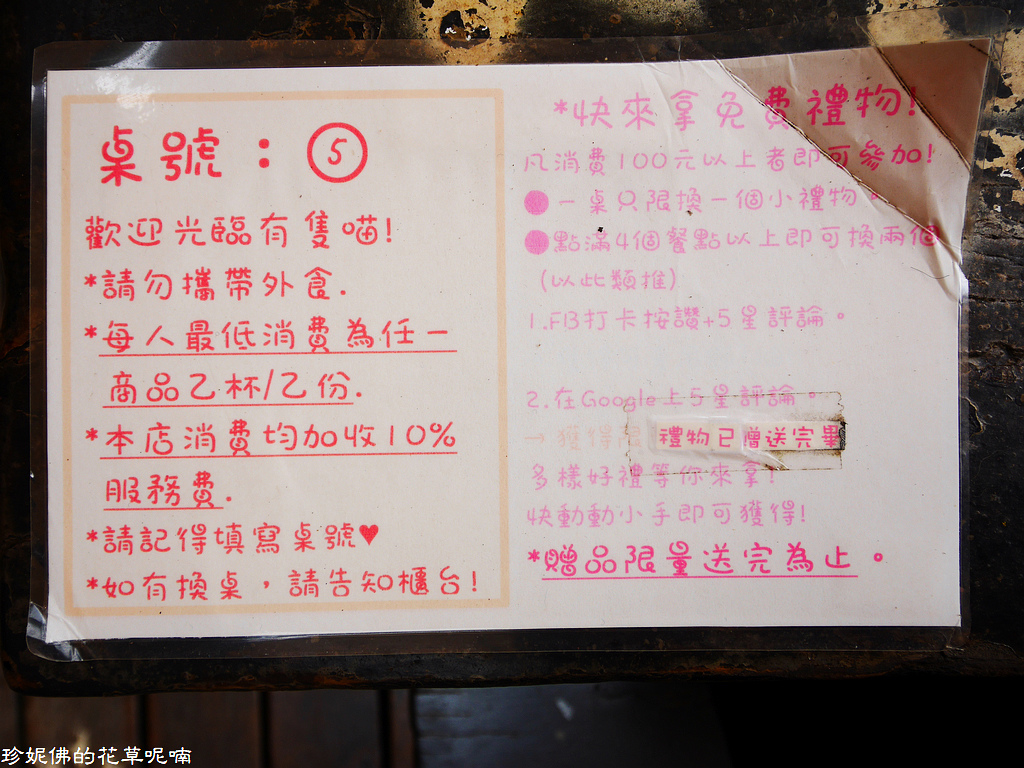 桌號：⑤
歡迎光臨有隻喵!
*請勿攜帶外食.
*每人最低消費為任一
商品乙杯/乙份.
*本店消費均加收10%
服務費.
*請記得填寫桌號♥
*如有換桌，請告知櫃台!
*快來拿免費禮物!
凡消費100元以上者即可參加!
●一桌只限換一個小禮物。
●點滿4個餐點以上即可換兩個
(以此類推)
1.FB打卡按讚+5星評論。
2.在Google上5星評論。
→獲得
禮物已贈送完畢
多樣好禮等你來拿!
快動動小手即可獲得!
*贈品限量送完為止。
珍妮佛的花草呢喃